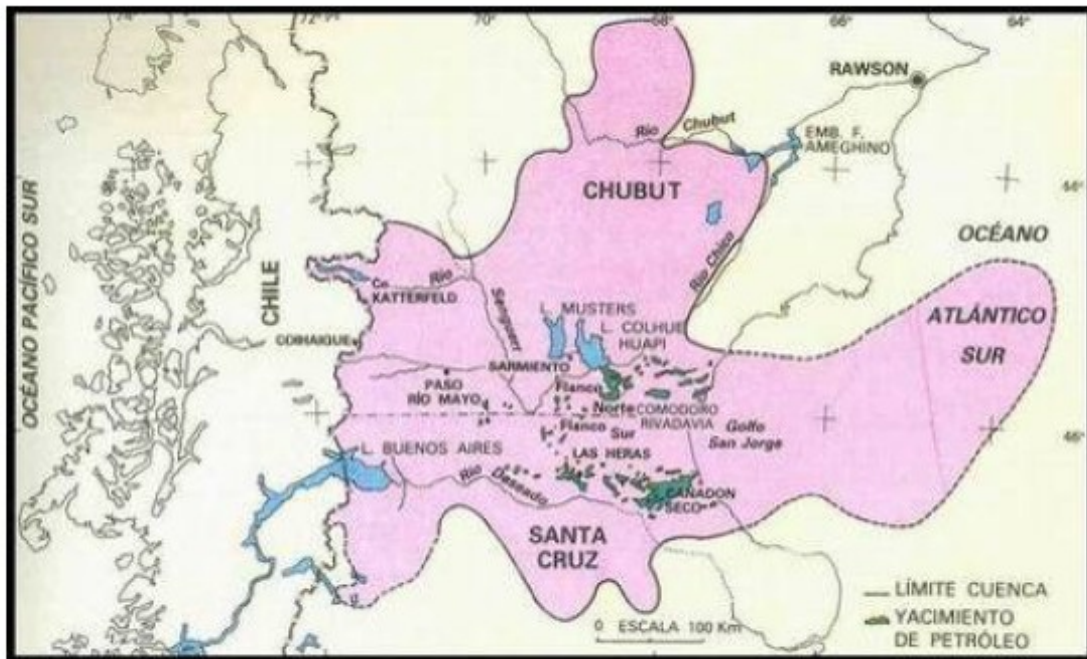 74°
72°
70°
68°
66°
64°
RAWSON
Río Chubut
EMB. F.
AMEGHINO
44°
CHUBUT
OCÉANO PACÍFICO SUR
CHILE
OCÉANO
ATLÁNTICO
SUR
Río Chico
Co.
KATTERFELD
Río
Senguerr
L. MUSTERS
L. COLHUE
HUAPI
COIHAIQUE
SARMIENTO
PASO
RÍO MAYO
Flanco
Norte
COMODORO
RIVADAVIA
Flanco
Sur
Golfo
San Jorge
46°
L. BUENOS AIRES
LAS HERAS
Río Deseado
CAÑADON
SECO
SANTA
CRUZ
LÍMITE CUENCA
YACIMIENTO
DE PETRÓLEO
0 ESCALA 100 Km